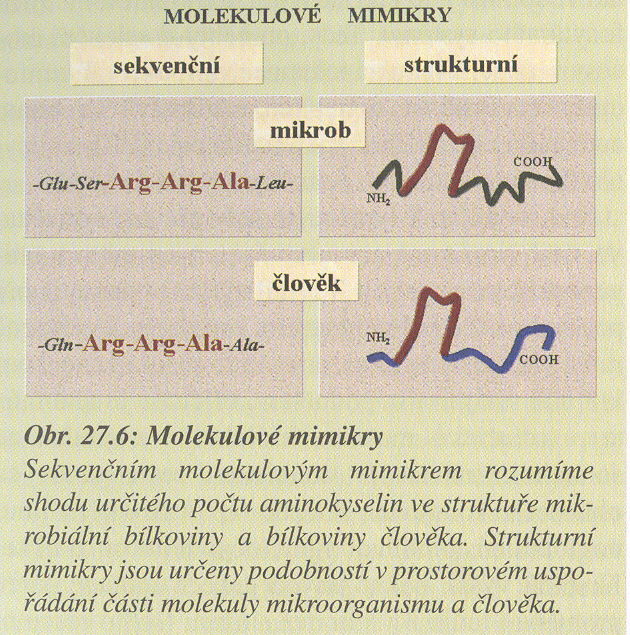 MOLEKULOVÉ MIMIKRY
sekvenční
strukturní
mikrob
-Glu-Ser-Arg-Arg-Ala-Leu-
NH2
COOH
člověk
-Gln-Arg-Arg-Ala-Ala-
NH2
COOH
Obr. 27.6: Molekulové mimikry
Sekvenčním molekulovým mimikrem rozumíme
shodu určitého počtu aminokyselin ve struktuře mik-
robiální bílkoviny a bílkoviny člověka. Strukturní
mimikry jsou určeny podobností v prostorovém uspo-
řádání části molekuly mikroorganismu a člověka.